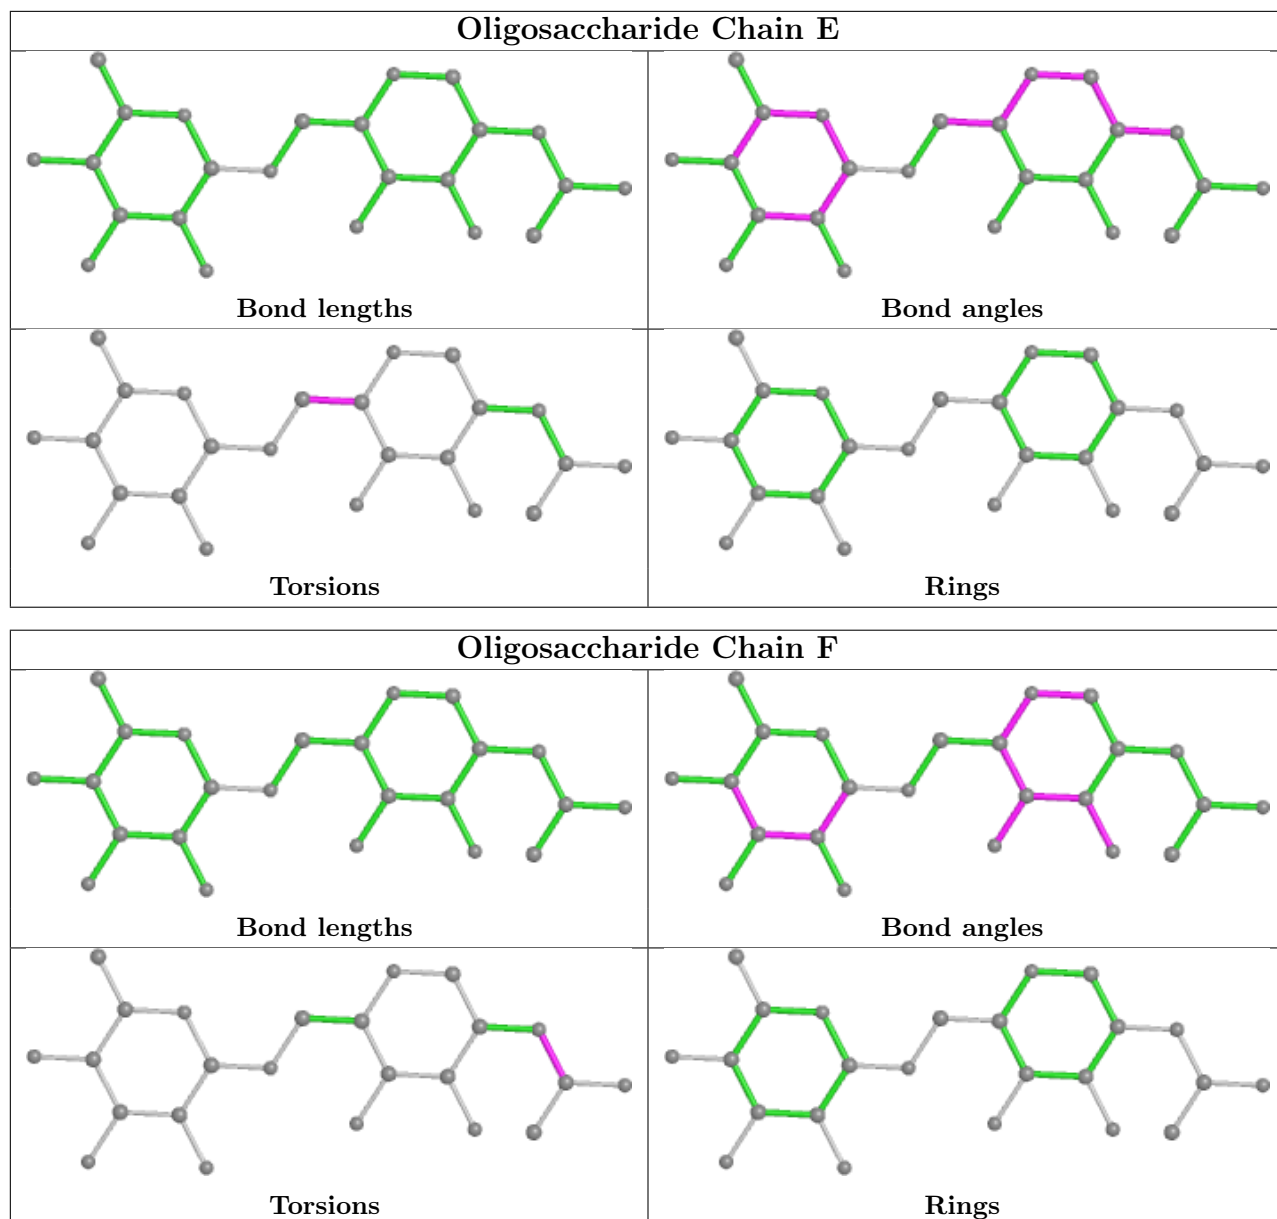 Oligosaccharide Chain E
Bond lengths
Bond angles
Torsions
Rings
Oligosaccharide Chain F
Bond lengths
Bond angles
Torsions
Rings